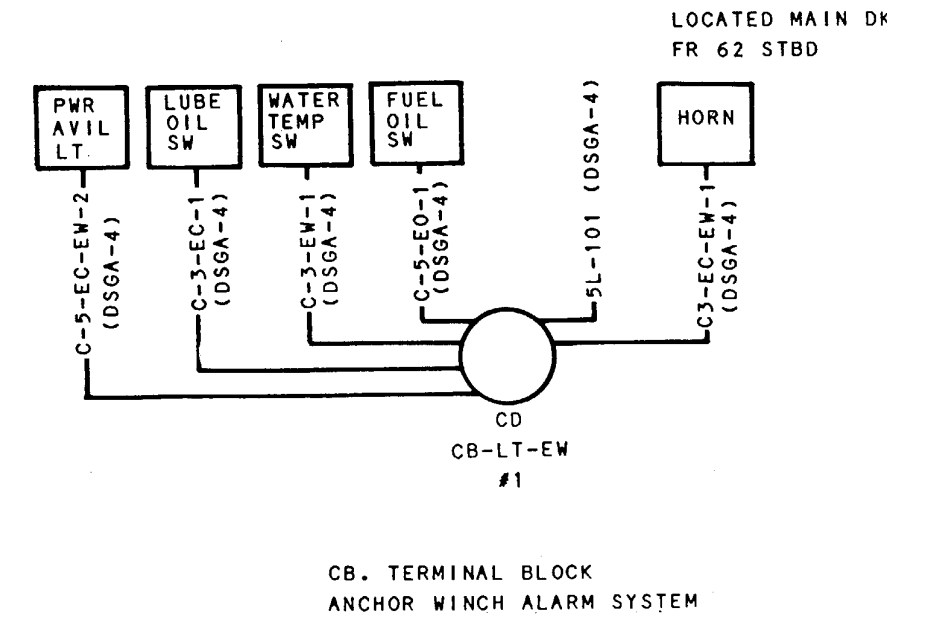 LOCATED MAIN DK
FR 62 STBD
PWR
AVIL
LT.
LUBE
OIL
SW
WATER
TEMP
SW
FUEL
OIL
SW
HORN
C-5-EC-EW-2
(DSGA-4)
C-3-EC-1
(DSGA-4)
C-3-EW-1
(DSGA-4)
C-5-EO-1
(DSGA-4)
5L-101 (DSGA-4)
C3-EC-EW-1
(DSGA-4)
CD
CB-LT-EW
#1
CB. TERMINAL BLOCK
ANCHOR WINCH ALARM SYSTEM